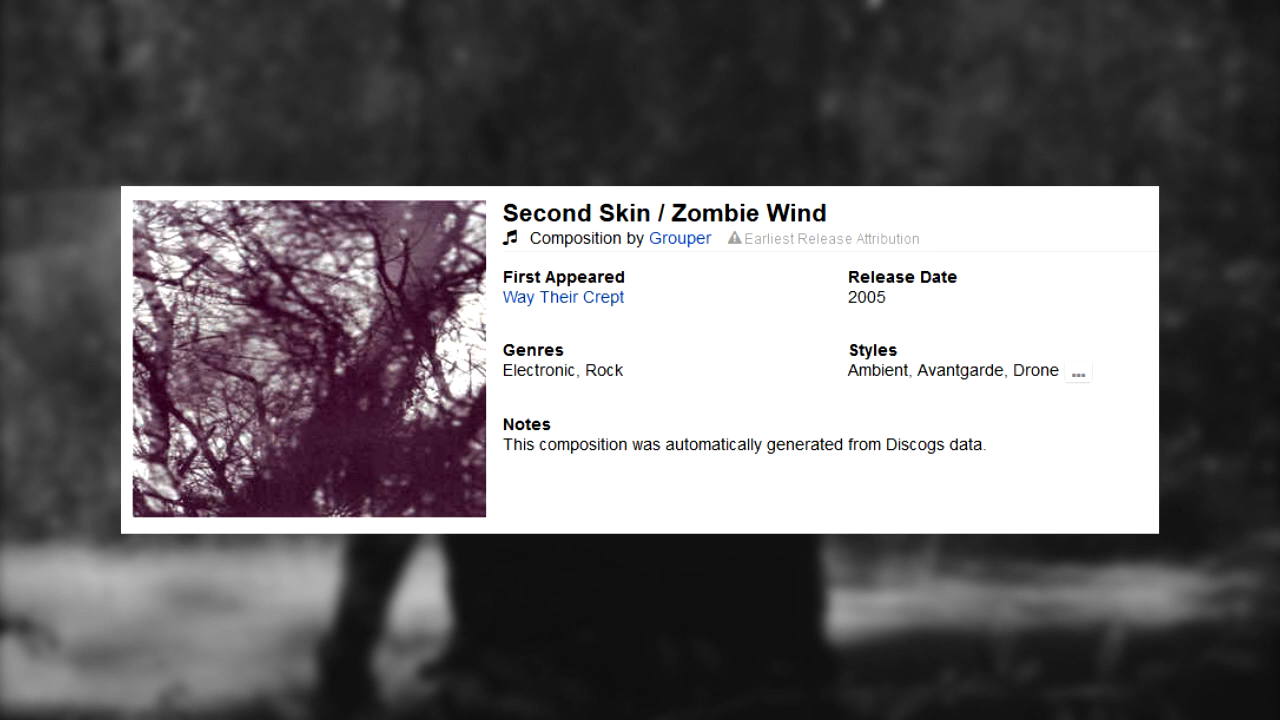 Second Skin / Zombie Wind
Composition by Grouper Earliest Release Attribution
First Appeared
Way Their Crept
Release Date
2005
Genres
Electronic, Rock
Styles
Ambient, Avantgarde, Drone ...
Notes
This composition was automatically generated from Discogs data.